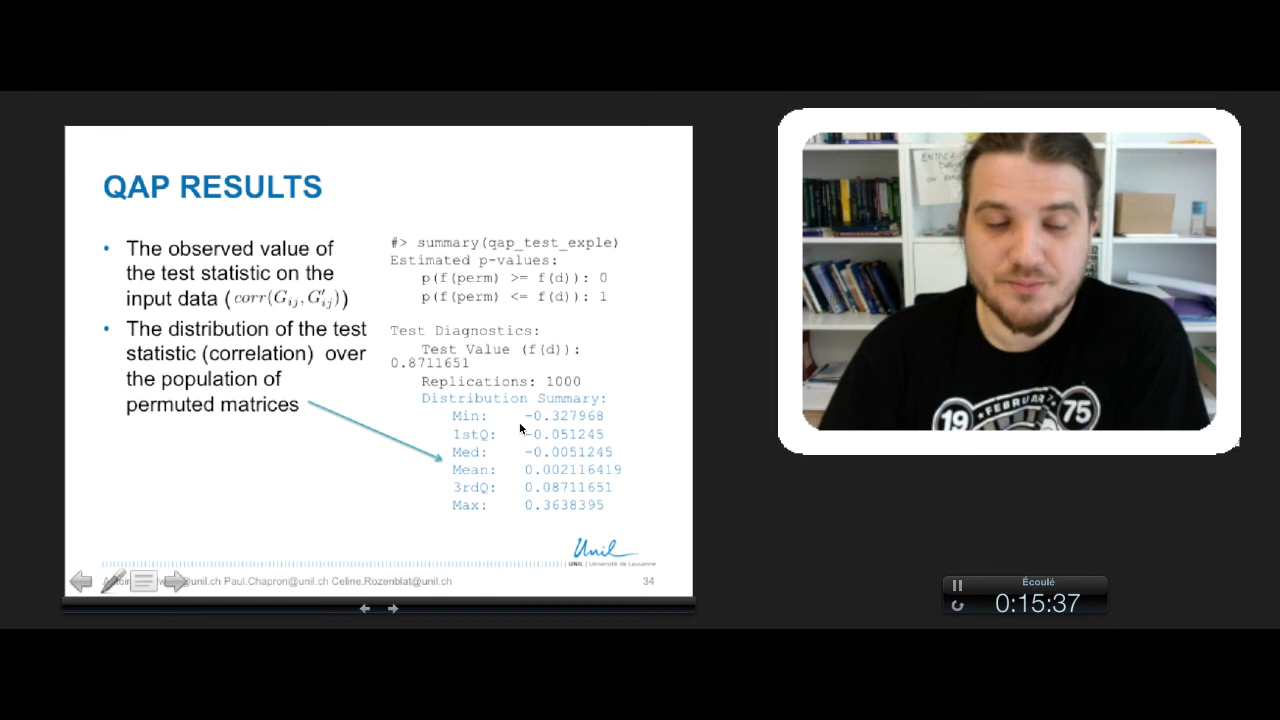 QAP RESULTS
• The observed value of
the test statistic on the
input data ( corr(G_ij, G'_ij) )
• The distribution of the test
statistic (correlation) over
the population of
permuted matrices
#> summary(qap_test_exple)
Estimated p-values:
p(f(perm) >= f(d)): 0
p(f(perm) <= f(d)): 1
Test Diagnostics:
Test Value (f(d)):
0.8711651
Replications: 1000
Distribution Summary:
Min: -0.327968
1stQ: -0.051245
Med: -0.0051245
Mean: 0.002116419
3rdQ: 0.08711651
Max: 0.3638395
Unil
UNIL | Université de Lausanne
@unil.ch Paul.Chapron@unil.ch Celine.Rozenblat@unil.ch
34
19 FEBRUARY 75
Écoulé
0:15:37